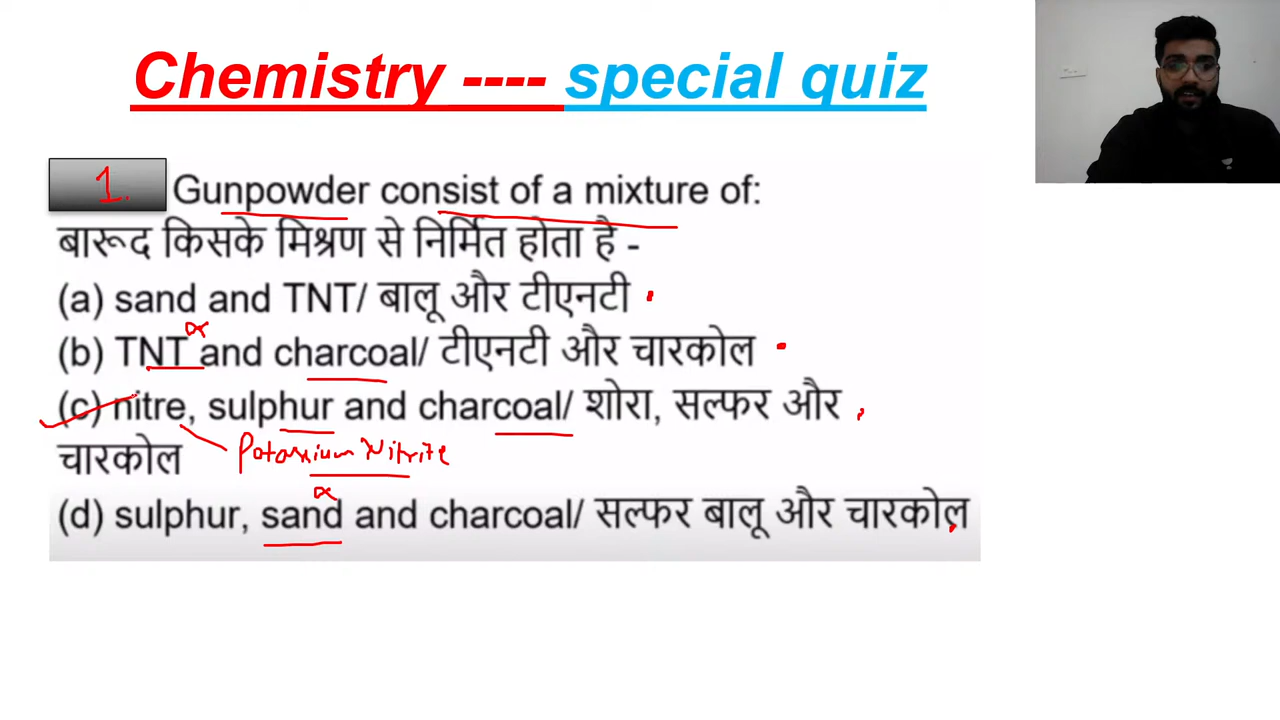 Chemistry ---- special quiz
1. Gunpowder consist of a mixture of:
बारूद किसके मिश्रण से निर्मित होता है -
(a) sand and TNT/ बालू और टीएनटी
(b) TNT and charcoal/ टीएनटी और चारकोल
(c) nitre, sulphur and charcoal/ शोरा, सल्फर और
चारकोल
Potassium Nitrite
(d) sulphur, sand and charcoal/ सल्फर बालू और चारकोल